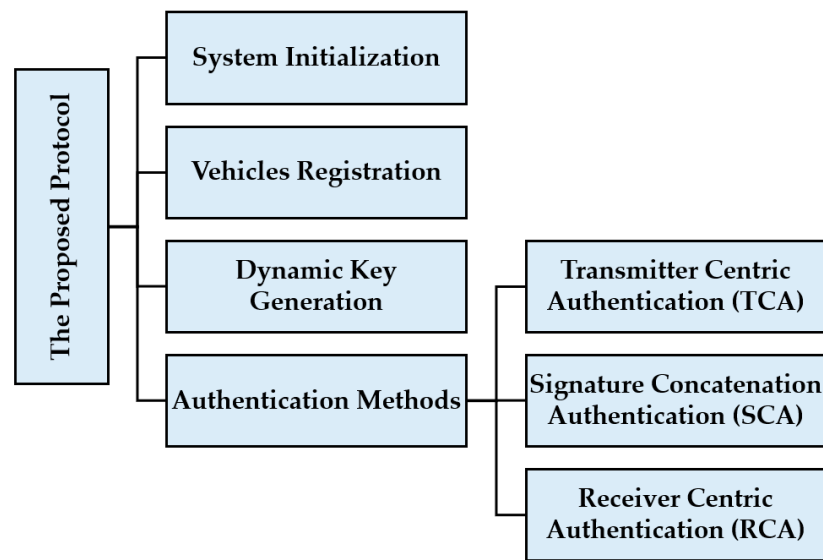 The Proposed Protocol
System Initialization
Vehicles Registration
Dynamic Key
Generation
Authentication Methods
Transmitter Centric
Authentication (TCA)
Signature Concatenation
Authentication (SCA)
Receiver Centric
Authentication (RCA)